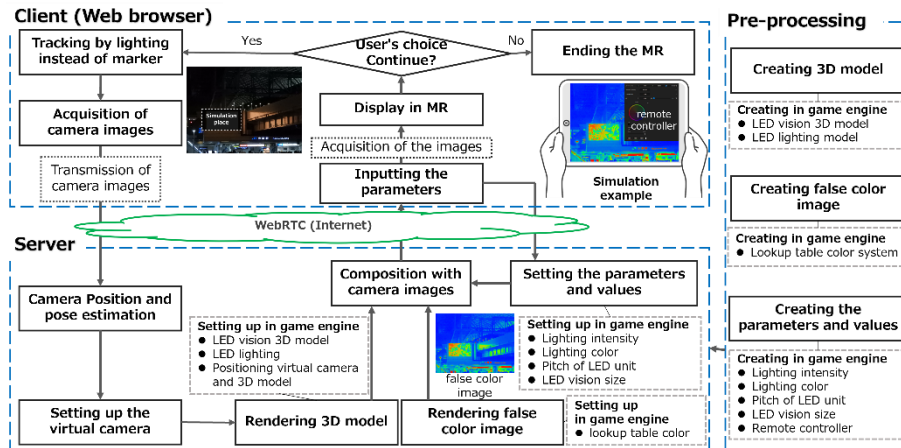 Client (Web browser)
Tracking by lighting
instead of marker
Yes
User's choice
Continue?
No
Ending the MR
Acquisition of
camera images
Simulation
place
Display in MR
remote
controller
Transmission of
camera images
Acquisition of the images
Inputting the
parameters
Simulation
example
WebRTC (Internet)
Server
Camera Position and
pose estimation
Composition with
camera images
Setting the parameters
and values
Setting up in game engine
● LED vision 3D model
● LED lighting
● Positioning virtual camera
and 3D model
false color
image
Setting up in game engine
● Lighting intensity
● Lighting color
● Pitch of LED unit
● LED vision size
Setting up the
virtual camera
Rendering 3D model
Rendering false
color image
Setting up
in game engine
● lookup table color
Pre-processing
Creating 3D model
Creating in game engine
● LED vision 3D model
● LED lighting model
Creating false color
image
Creating in game engine
● Lookup table color system
Creating the
parameters and values
Creating in game engine
● Lighting intensity
● Lighting color
● Pitch of LED unit
● LED vision size
● Remote controller